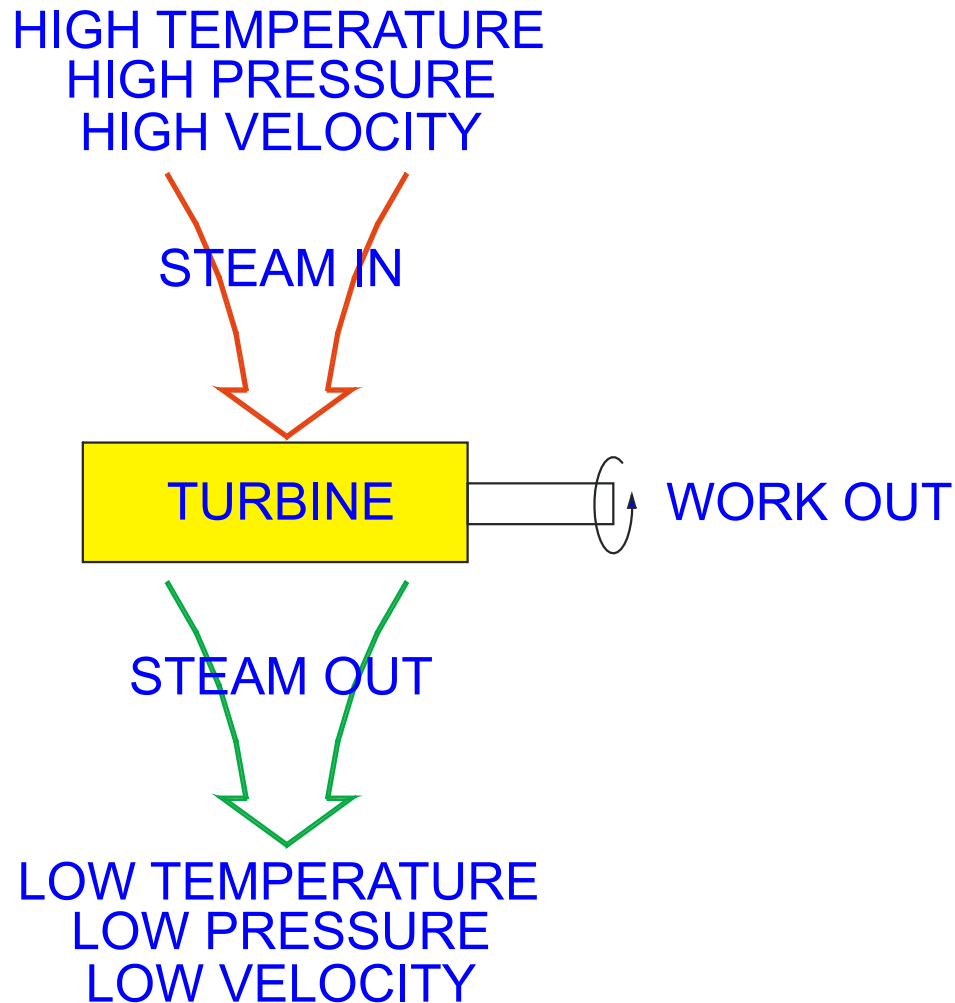 HIGH TEMPERATURE
HIGH PRESSURE
HIGH VELOCITY
STEAM IN
TURBINE
WORK OUT
STEAM OUT
LOW TEMPERATURE
LOW PRESSURE
LOW VELOCITY